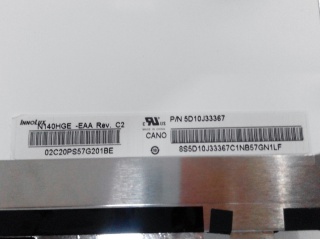 INNOLUX
N140HGE -EAA Rev. C2
02C20PS57G201BE
P/N 5D10J33367
CANO
8S5D10J33367C1NB57GN1LF